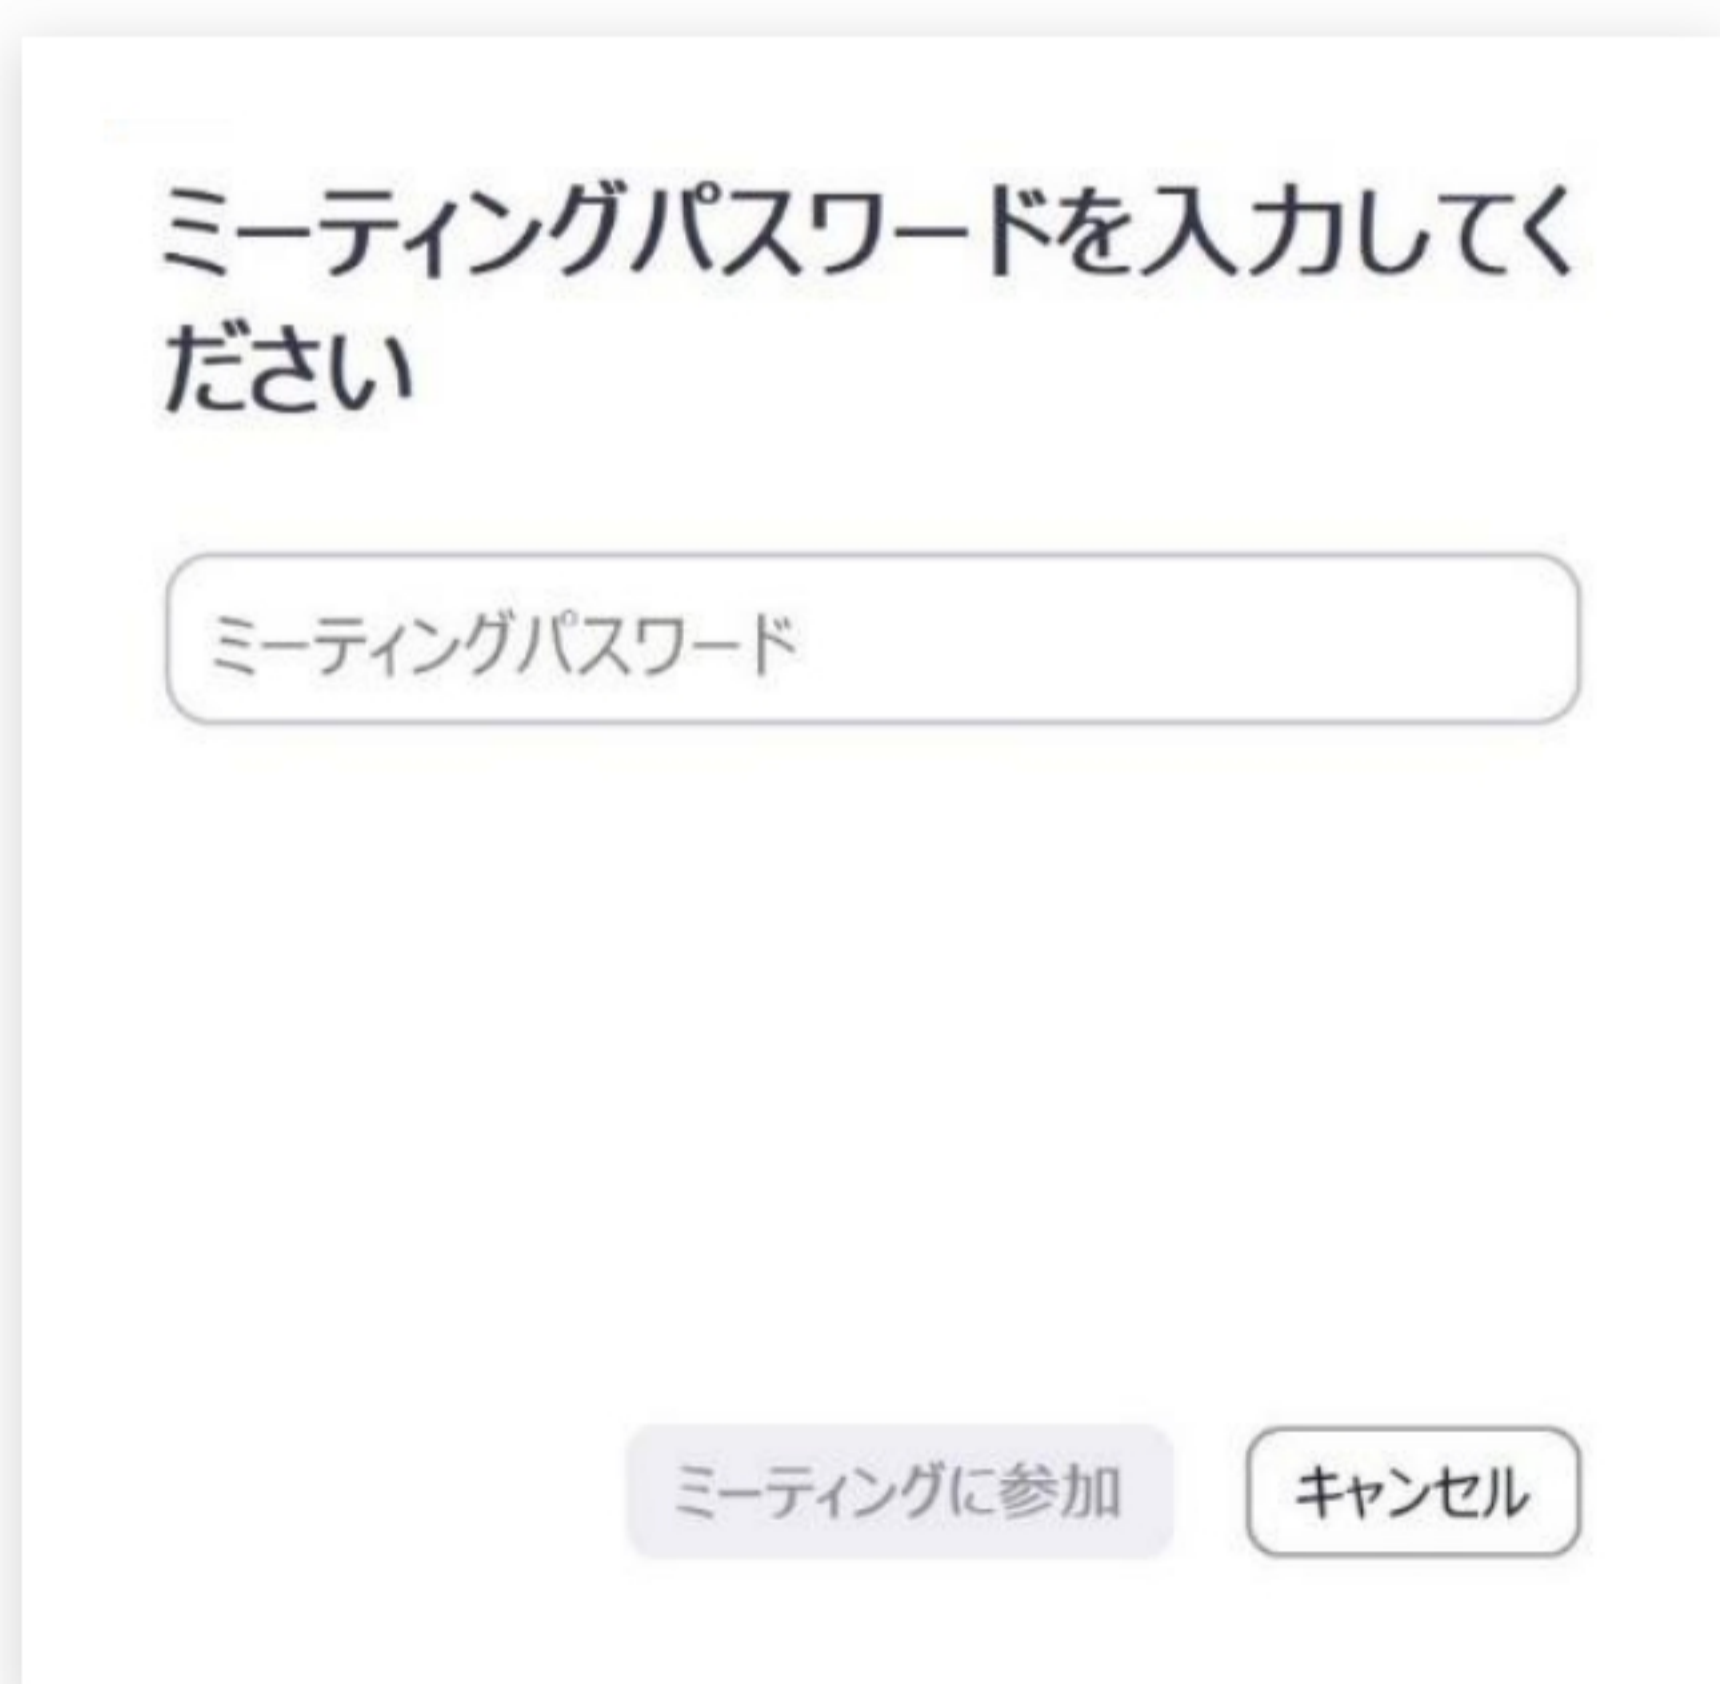 ミーティングパスワードを入力してく
ださい
ミーティングパスワード
ミーティングに参加
キャンセル